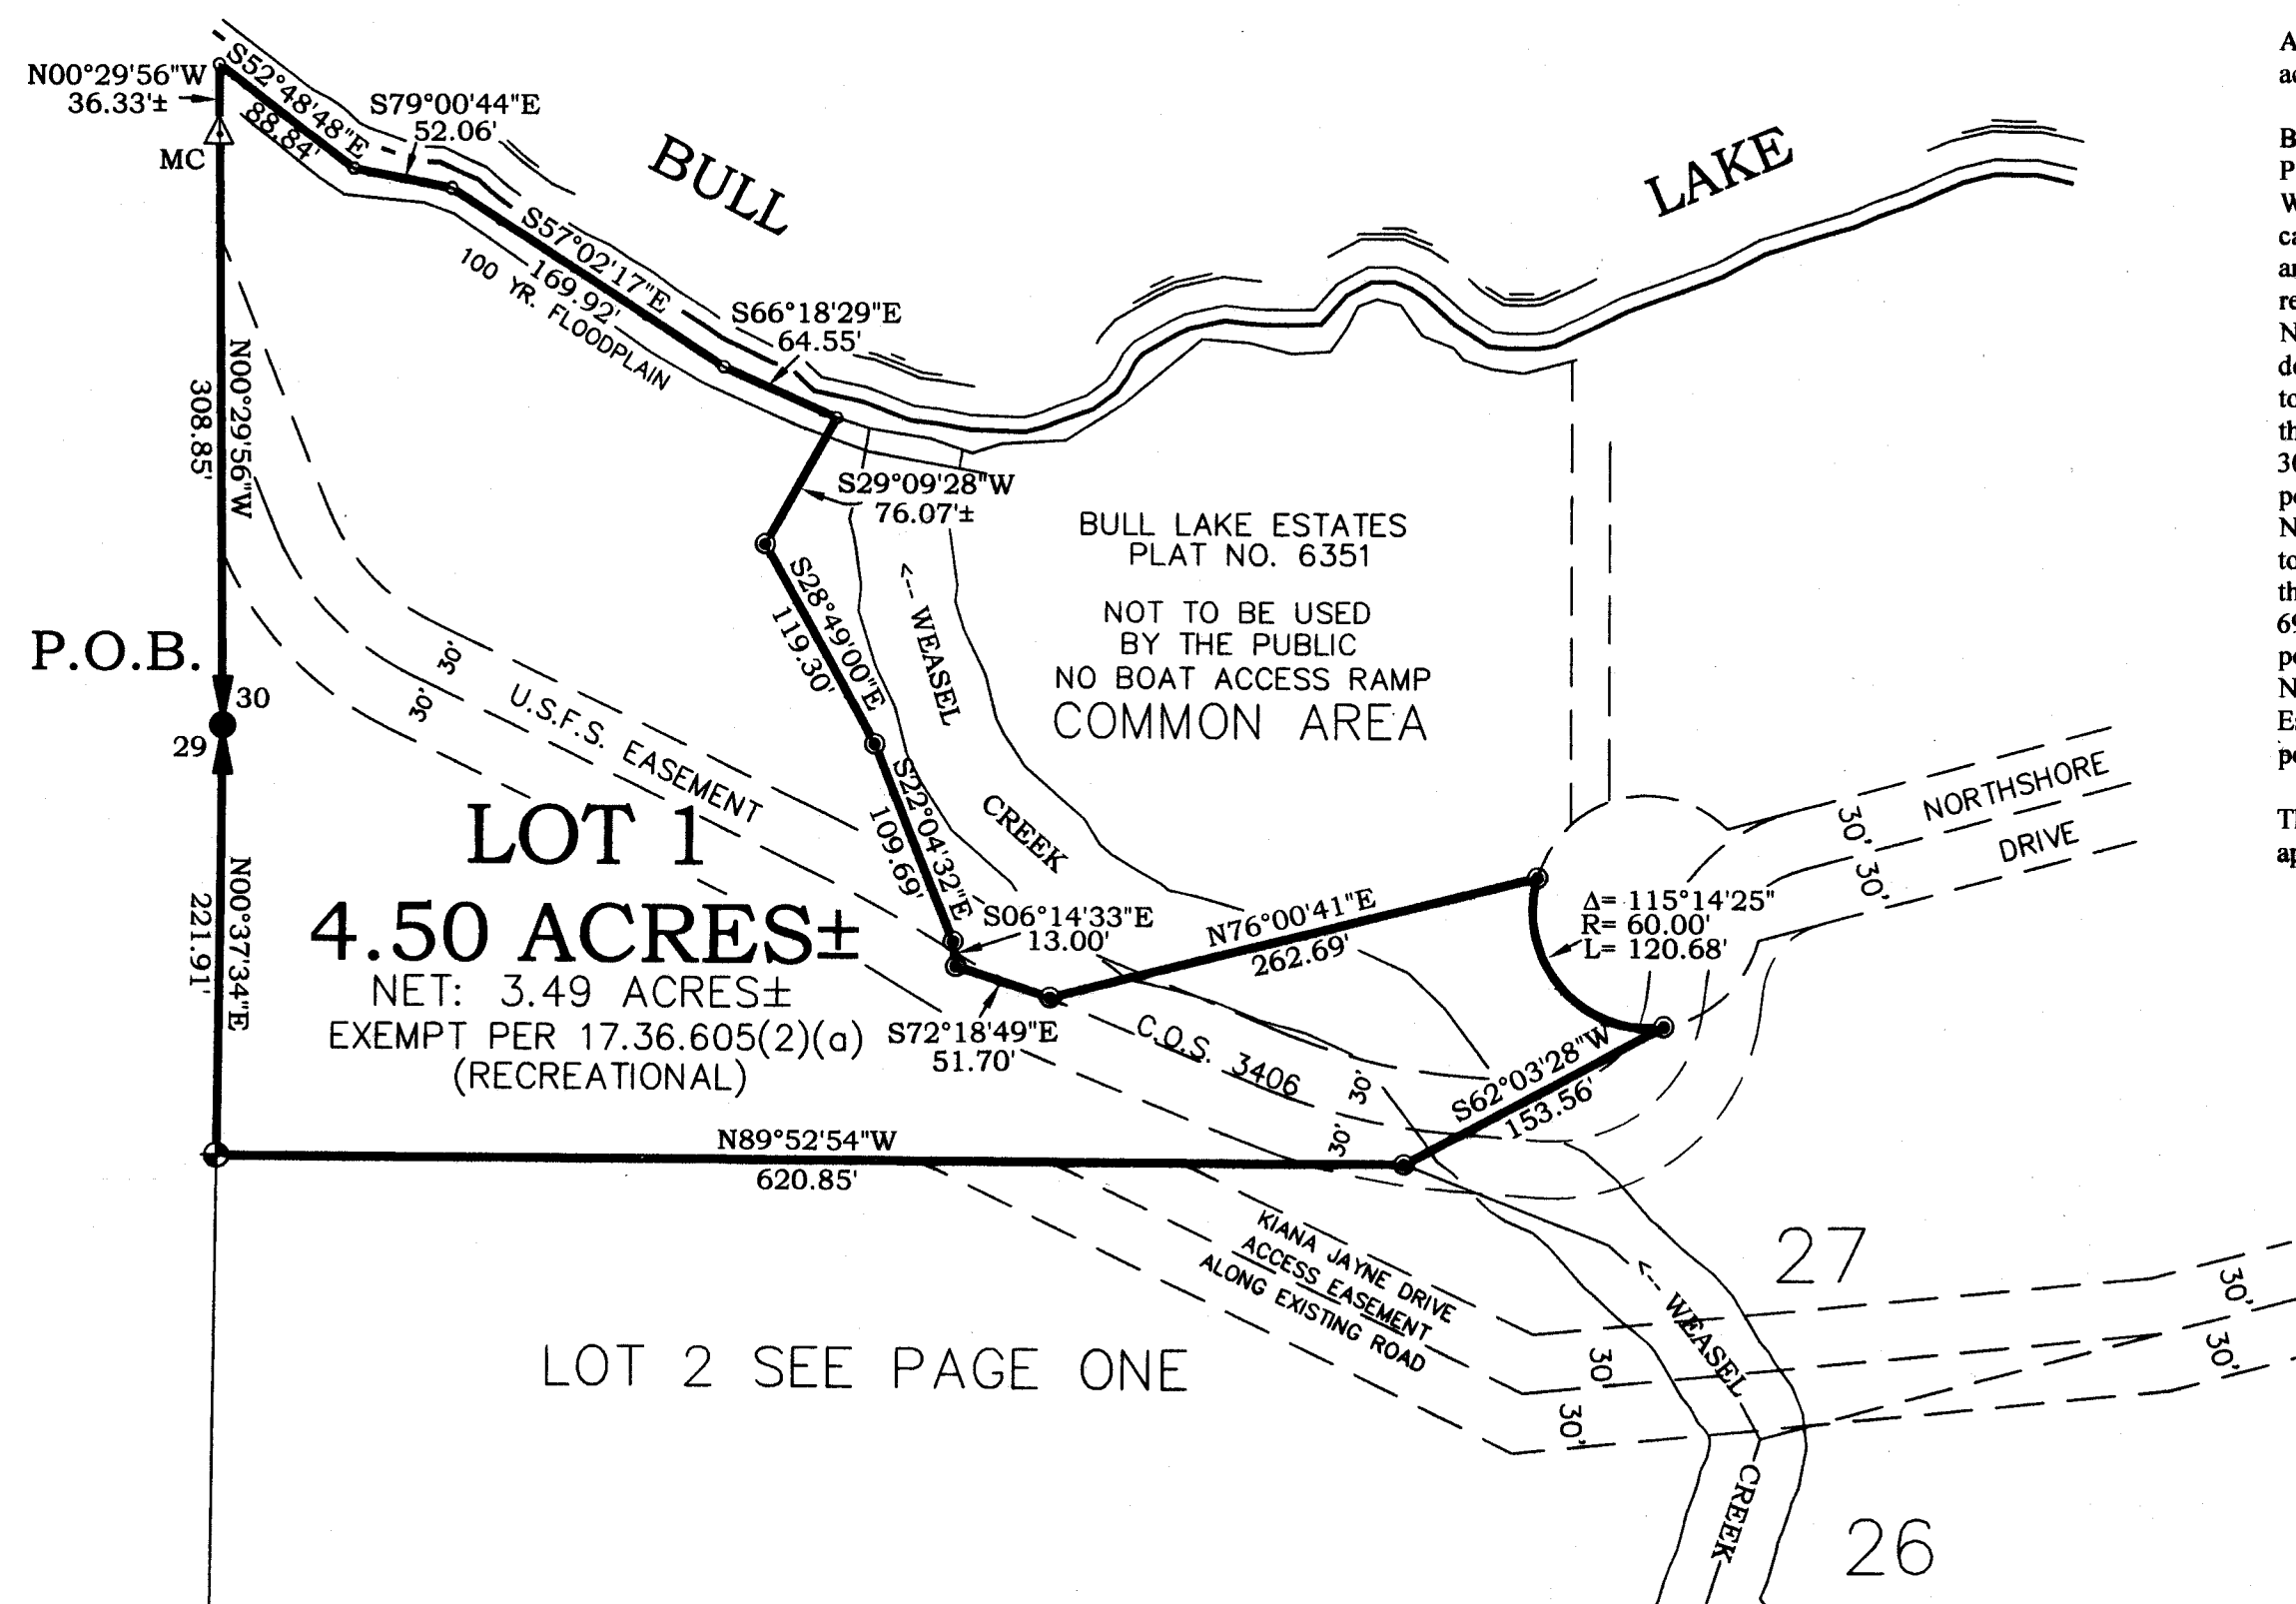 N00°29'56"W
36.33'±
MC
S52°48'48"E
88.84'
S79°00'44"E
52.06'
BULL LAKE
S57°02'17"E
169.92'
100 YR. FLOODPLAIN
S66°18'29"E
64.55'
N00°29'56"W
308.85'
S29°09'28"W
76.07'±
BULL LAKE ESTATES
PLAT NO. 6351
NOT TO BE USED
BY THE PUBLIC
NO BOAT ACCESS RAMP
COMMON AREA
<-- WEASEL
CREEK
S28°49'00"E
119.30'
P.O.B.
30
29
30'
30'
U.S.F.S. EASEMENT
S22°04'32"E
109.69'
LOT 1
4.50 ACRES±
NET: 3.49 ACRES±
EXEMPT PER 17.36.605(2)(a)
(RECREATIONAL)
N00°37'34"E
221.91'
S06°14'33"E
13.00'
S72°18'49"E
51.70'
N76°00'41"E
262.69'
Δ= 115°14'25"
R= 60.00'
L= 120.68'
NORTHSHORE
DRIVE
30'
30'
C.O.S. 3406
30'
30'
S62°03'28"W
153.56'
N89°52'54"W
620.85'
KIANA JAYNE DRIVE
ACCESS EASEMENT
ALONG EXISTING ROAD
LOT 2 SEE PAGE ONE
27
<-- WEASEL
CREEK
30'
30'
30'
30'
26